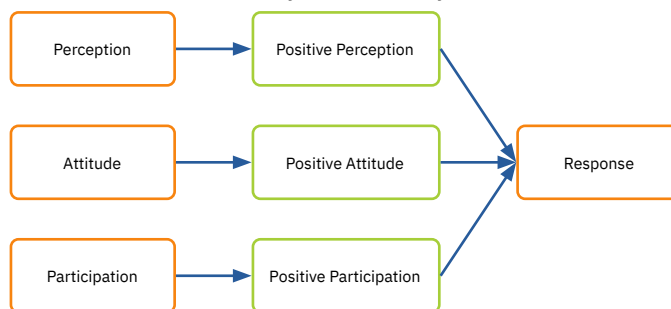 Perception
Positive Perception
Attitude
Positive Attitude
Response
Participation
Positive Participation